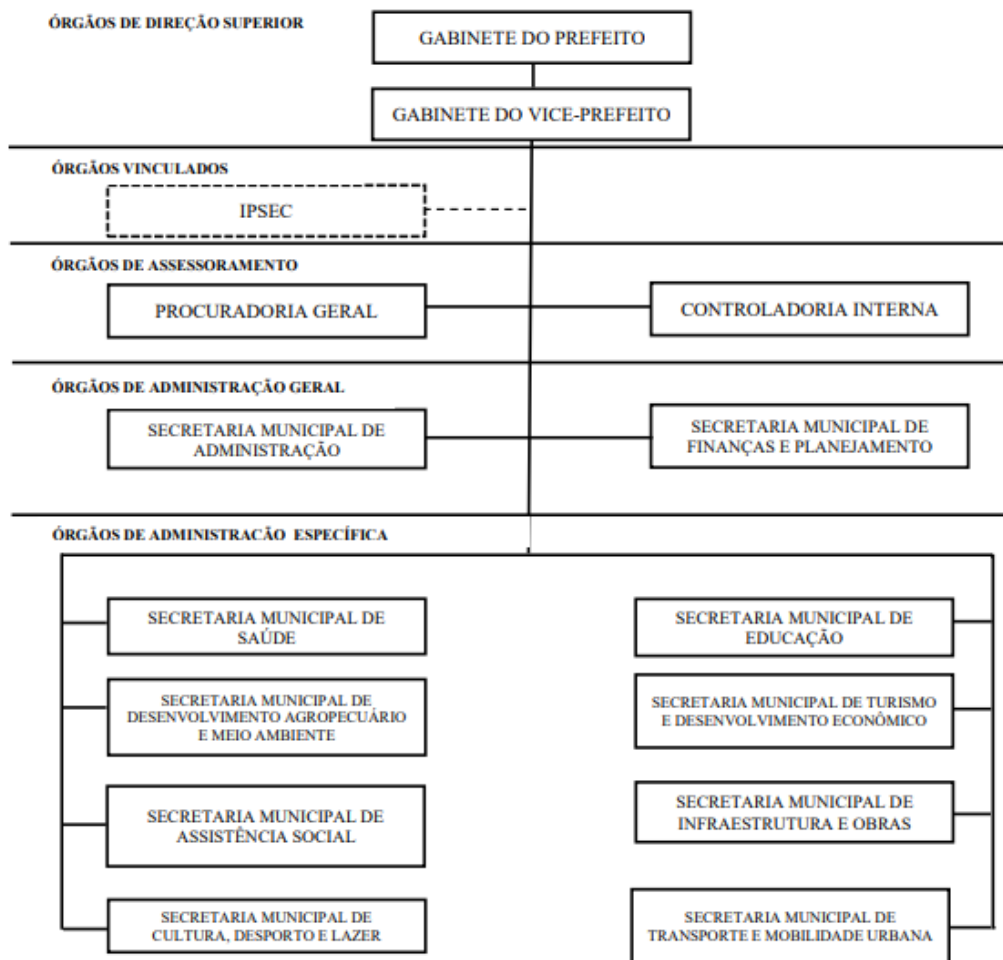 ÓRGÃOS DE DIREÇÃO SUPERIOR
GABINETE DO PREFEITO
GABINETE DO VICE-PREFEITO
ÓRGÃOS VINCULADOS
IPSEC
ÓRGÃOS DE ASSESSORAMENTO
PROCURADORIA GERAL
CONTROLADORIA INTERNA
ÓRGÃOS DE ADMINISTRAÇÃO GERAL
SECRETARIA MUNICIPAL DE
ADMINISTRAÇÃO
SECRETARIA MUNICIPAL DE
FINANÇAS E PLANEJAMENTO
ÓRGÃOS DE ADMINISTRACÃO ESPECÍFICA
SECRETARIA MUNICIPAL DE
SAÚDE
SECRETARIA MUNICIPAL DE
EDUCAÇÃO
SECRETARIA MUNICIPAL DE
DESENVOLVIMENTO AGROPECUÁRIO
E MEIO AMBIENTE
SECRETARIA MUNICIPAL DE TURISMO
E DESENVOLVIMENTO ECONÔMICO
SECRETARIA MUNICIPAL DE
ASSISTÊNCIA SOCIAL
SECRETARIA MUNICIPAL DE
INFRAESTRUTURA E OBRAS
SECRETARIA MUNICIPAL DE
CULTURA, DESPORTO E LAZER
SECRETARIA MUNICIPAL DE
TRANSPORTE E MOBILIDADE URBANA